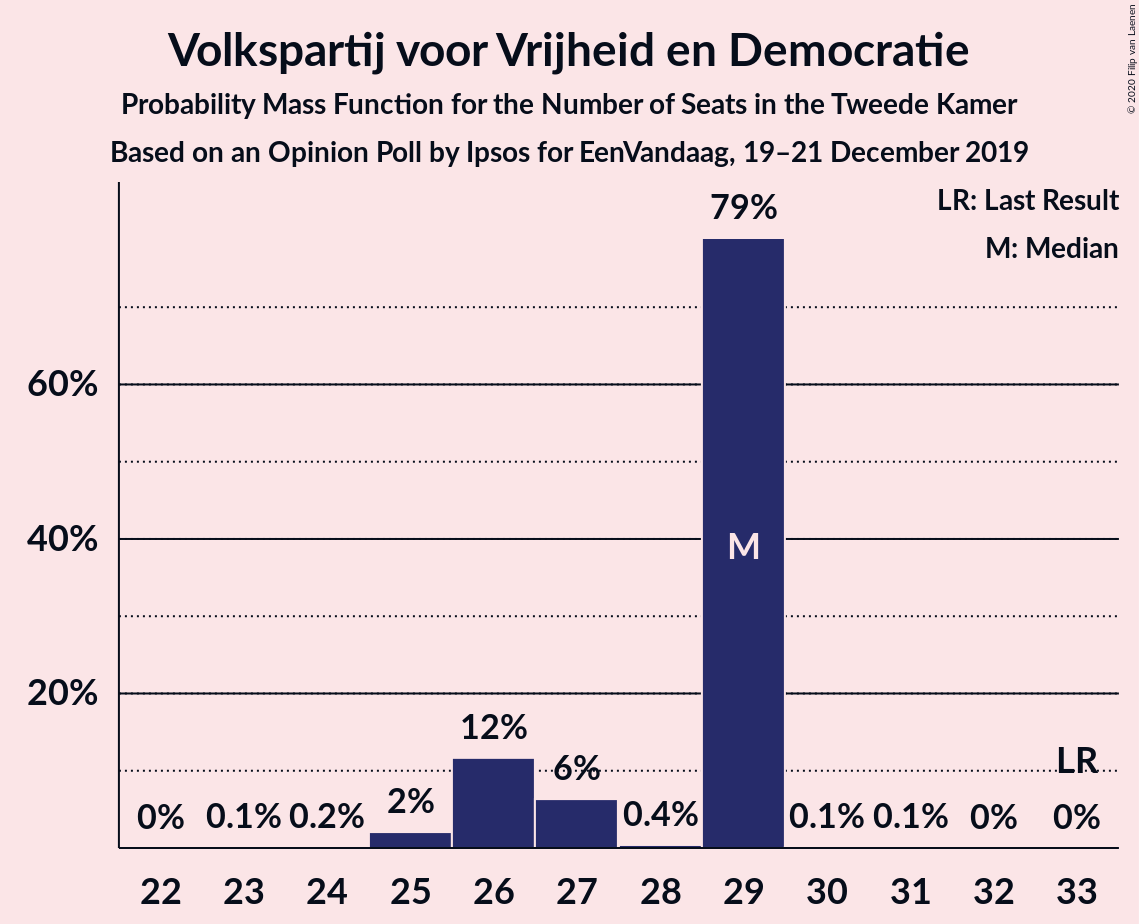 Volkspartij voor Vrijheid en Democratie
Probability Mass Function for the Number of Seats in the Tweede Kamer
Based on an Opinion Poll by Ipsos for EenVandaag, 19–21 December 2019
© 2020 Filip van Laenen
LR: Last Result
M: Median
79%
60%
40%
M
20%
12%
6%
LR
2%
0% 0.1% 0.2% 0.4% 0.1% 0.1% 0% 0%
22 23 24 25 26 27 28 29 30 31 32 33